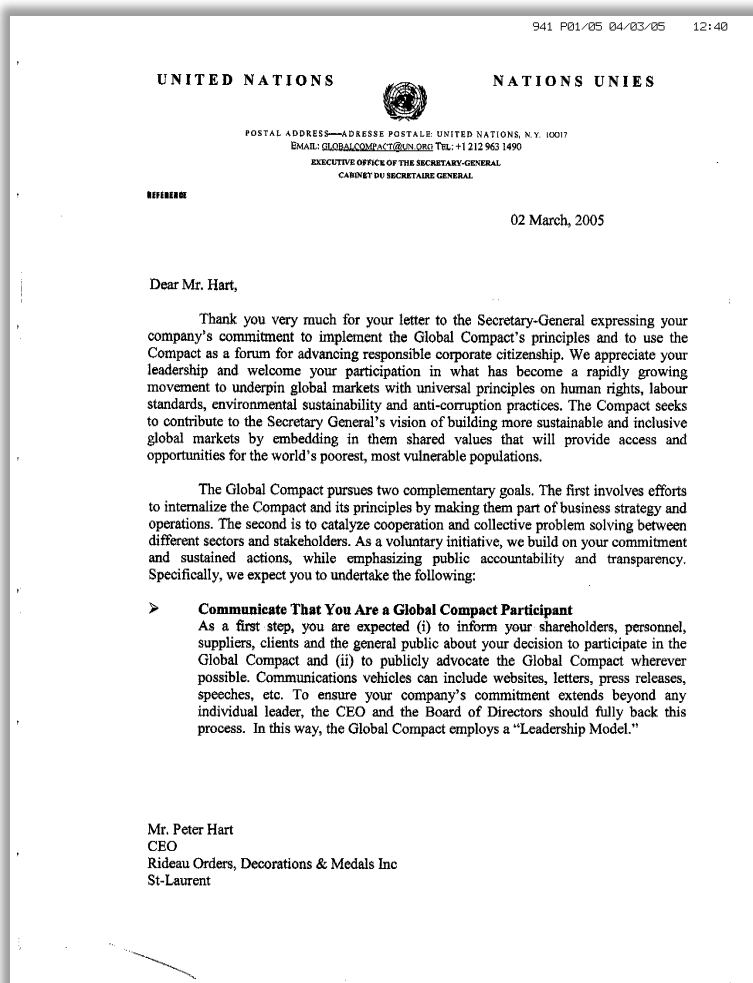 941 P01/05 04/03/05 12:40
UNITED NATIONS NATIONS UNIES
POSTAL ADDRESS—ADRESSE POSTALE: UNITED NATIONS, N.Y. 10017
EMAIL: GLOBALCOMPACT@UN.ORG TEL: +1 212 963 1490
EXECUTIVE OFFICE OF THE SECRETARY-GENERAL
CABINET DU SECRETAIRE GENERAL
REFERENCE
02 March, 2005
Dear Mr. Hart,
Thank you very much for your letter to the Secretary-General expressing your
company's commitment to implement the Global Compact's principles and to use the
Compact as a forum for advancing responsible corporate citizenship. We appreciate your
leadership and welcome your participation in what has become a rapidly growing
movement to underpin global markets with universal principles on human rights, labour
standards, environmental sustainability and anti-corruption practices. The Compact seeks
to contribute to the Secretary General's vision of building more sustainable and inclusive
global markets by embedding in them shared values that will provide access and
opportunities for the world's poorest, most vulnerable populations.
The Global Compact pursues two complementary goals. The first involves efforts
to internalize the Compact and its principles by making them part of business strategy and
operations. The second is to catalyze cooperation and collective problem solving between
different sectors and stakeholders. As a voluntary initiative, we build on your commitment
and sustained actions, while emphasizing public accountability and transparency.
Specifically, we expect you to undertake the following:
➢ Communicate That You Are a Global Compact Participant
As a first step, you are expected (i) to inform your shareholders, personnel,
suppliers, clients and the general public about your decision to participate in the
Global Compact and (ii) to publicly advocate the Global Compact wherever
possible. Communications vehicles can include websites, letters, press releases,
speeches, etc. To ensure your company's commitment extends beyond any
individual leader, the CEO and the Board of Directors should fully back this
process. In this way, the Global Compact employs a "Leadership Model."
Mr. Peter Hart
CEO
Rideau Orders, Decorations & Medals Inc
St-Laurent